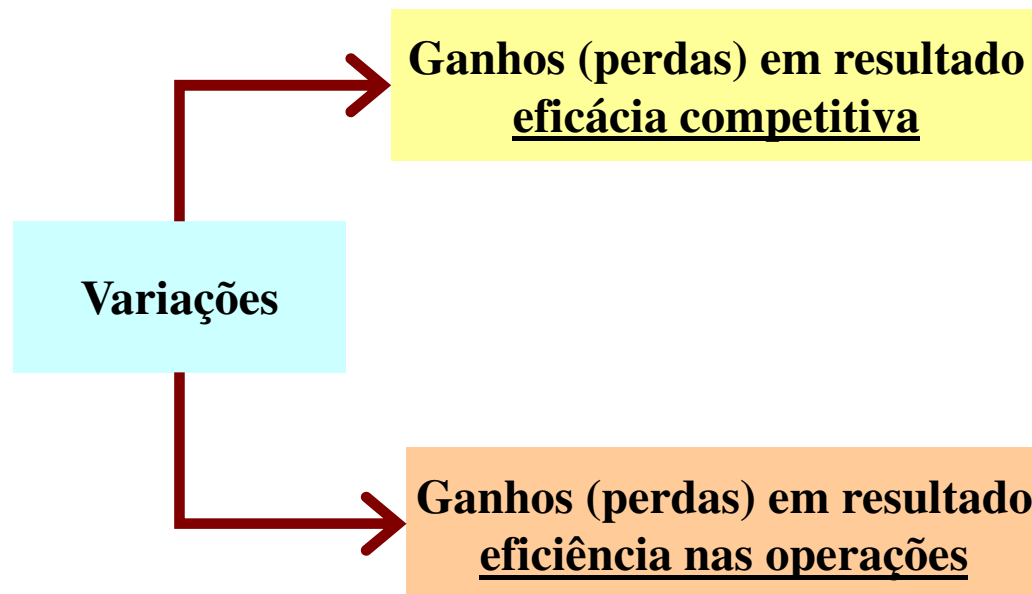 Ganhos (perdas) em resultado
eficácia competitiva
Variações
Ganhos (perdas) em resultado
eficiência nas operações